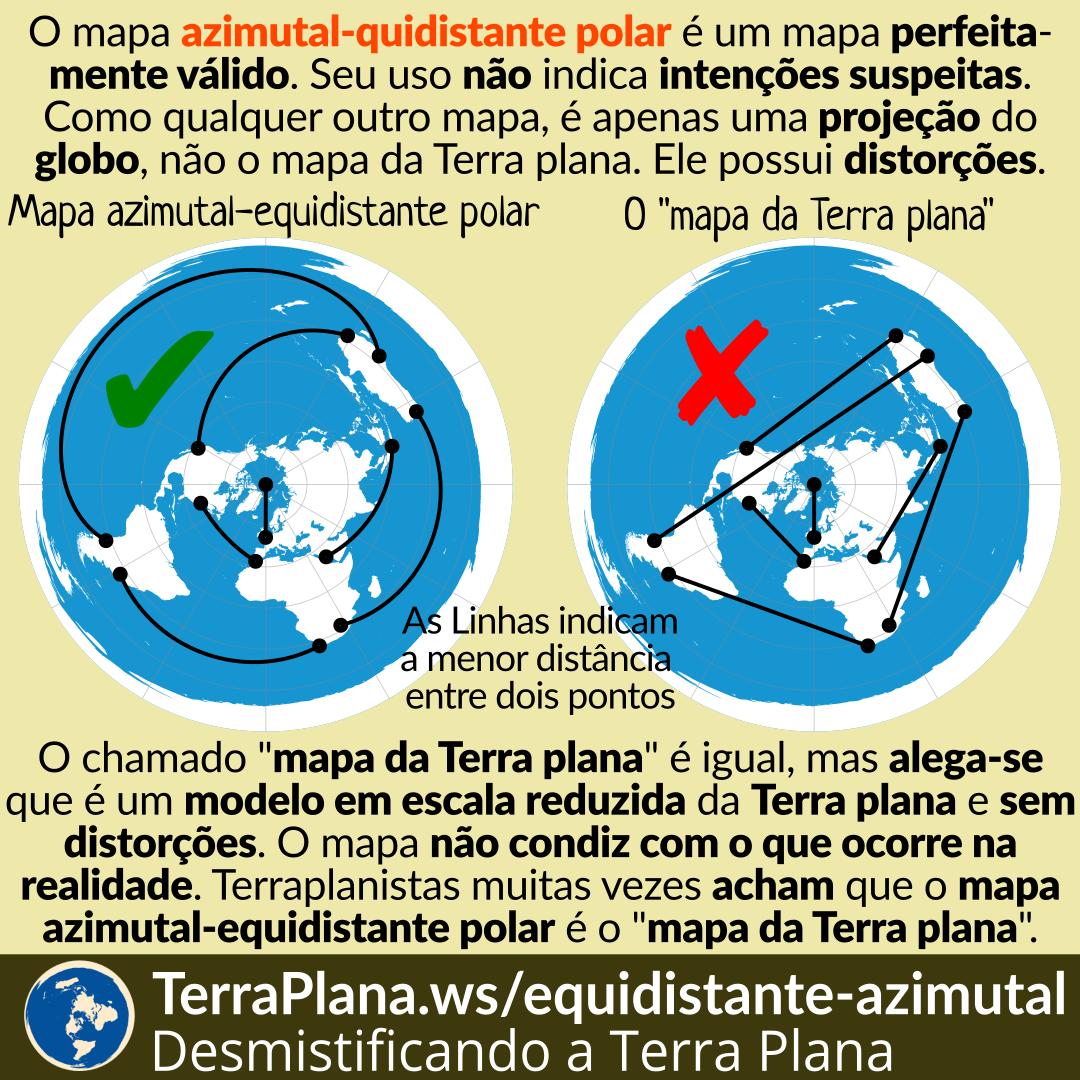 O mapa azimutal-quidistante polar é um mapa perfeita-
mente válido. Seu uso não indica intenções suspeitas.
Como qualquer outro mapa, é apenas uma projeção do
globo, não o mapa da Terra plana. Ele possui distorções.
Mapa azimutal-equidistante polar
O "mapa da Terra plana"
As Linhas indicam
a menor distância
entre dois pontos
O chamado "mapa da Terra plana" é igual, mas alega-se
que é um modelo em escala reduzida da Terra plana e sem
distorções. O mapa não condiz com o que ocorre na
realidade. Terraplanistas muitas vezes acham que o mapa
azimutal-equidistante polar é o "mapa da Terra plana".
TerraPlana.ws/equidistante-azimutal
Desmistificando a Terra Plana